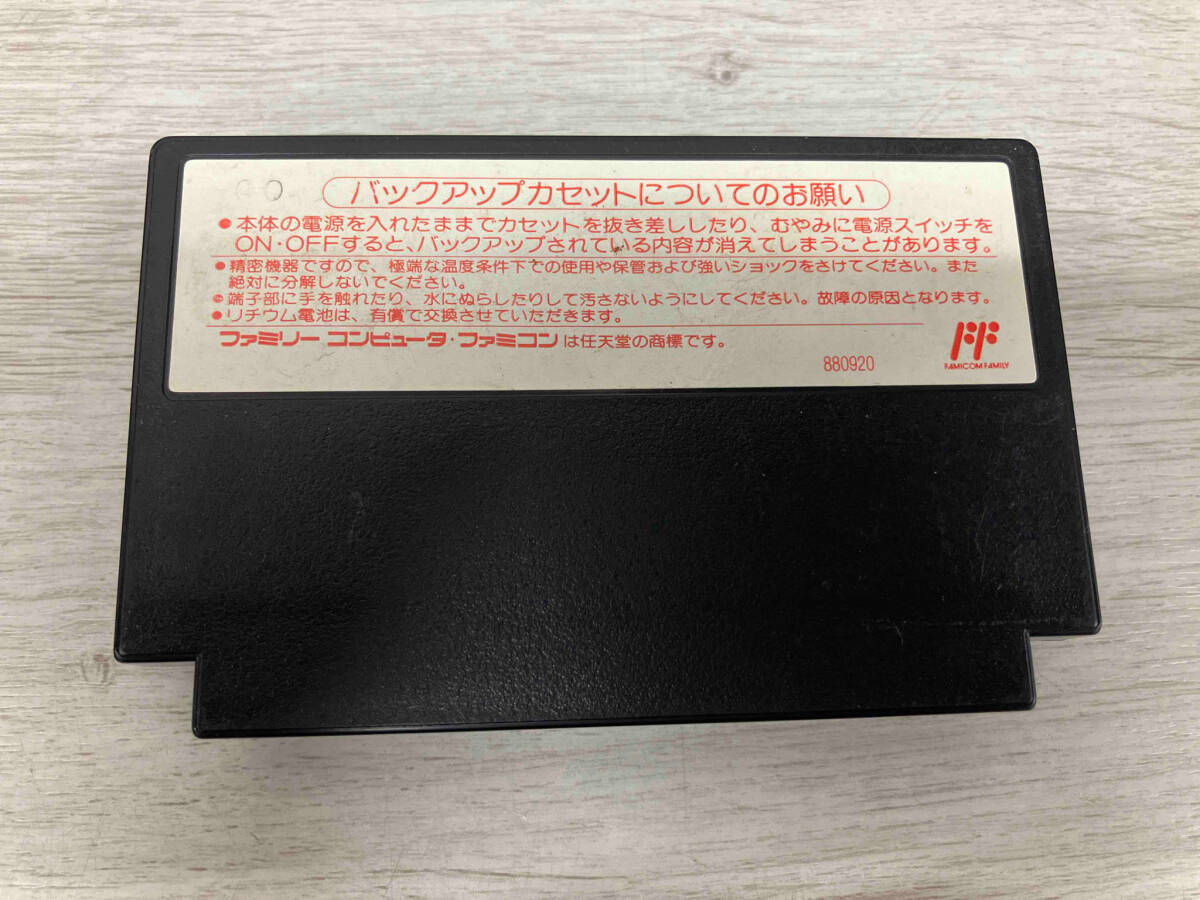 バックアップカセットについてのお願い
●本体の電源を入れたままでカセットを抜き差ししたり、むやみに電源スイッチを
ON・OFFすると、バックアップされている内容が消えてしまうことがあります。
●精密機器ですので、極端な温度条件下での使用や保管および強いショックをさけてください。また
絶対に分解しないでください。
●端子部に手を触れたり、水にぬらしたりして汚さないようにしてください。故障の原因となります。
●リチウム電池は、有償で交換させていただきます。
ファミリー コンピュータ・ファミコン は任天堂の商標です。
880920
FAMICOM FAMILY